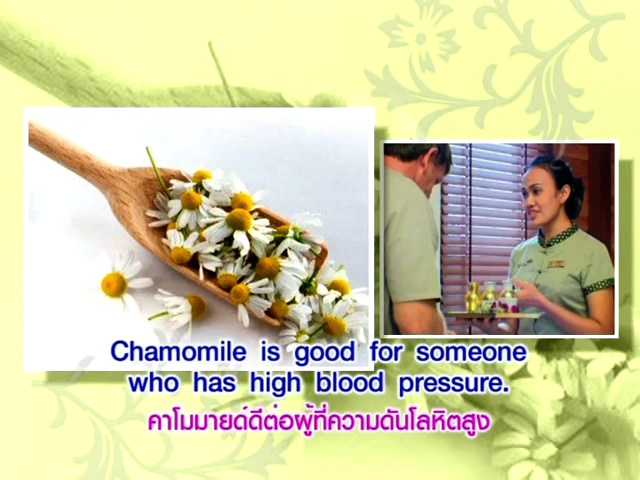 Chamomile is good for someone
who has high blood pressure.
คาโมมายด์ดีต่อผู้ที่ความดันโลหิตสูง